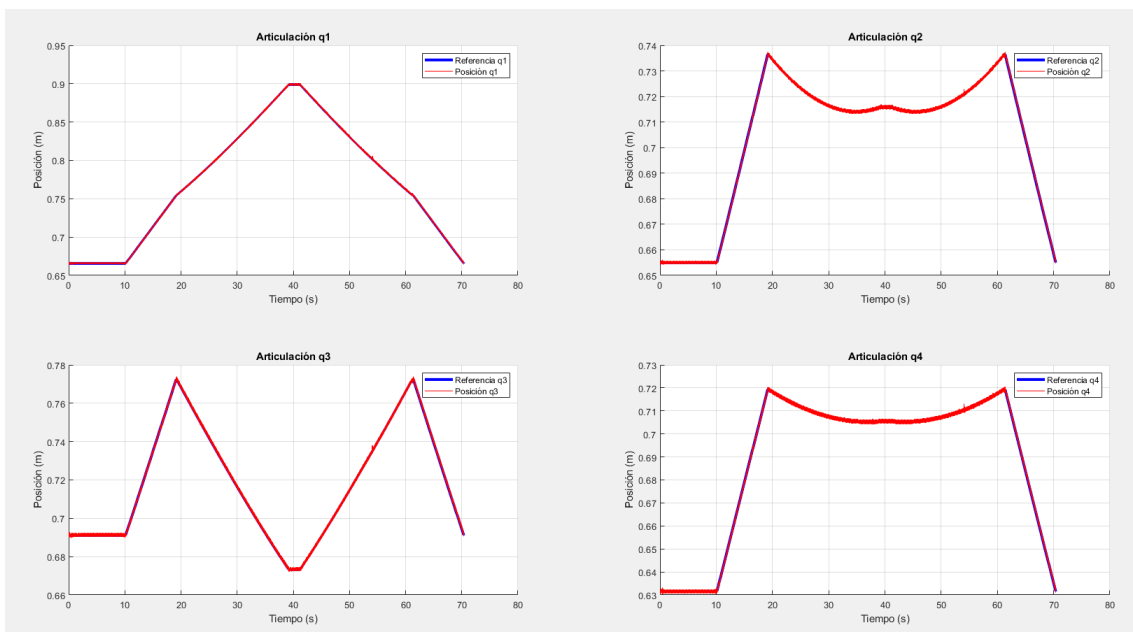 Articulación q1
Referencia q1
Posición q1
0.95
0.9
0.85
0.8
0.75
0.7
0.65
Posición (m)
0 10 20 30 40 50 60 70 80
Tiempo (s)
Articulación q2
Referencia q2
Posición q2
0.74
0.73
0.72
0.71
0.7
0.69
0.68
0.67
0.66
0.65
Posición (m)
0 10 20 30 40 50 60 70 80
Tiempo (s)
Articulación q3
Referencia q3
Posición q3
0.78
0.76
0.74
0.72
0.7
0.68
0.66
Posición (m)
0 10 20 30 40 50 60 70 80
Tiempo (s)
Articulación q4
Referencia q4
Posición q4
0.73
0.72
0.71
0.7
0.69
0.68
0.67
0.66
0.65
0.64
0.63
Posición (m)
0 10 20 30 40 50 60 70 80
Tiempo (s)